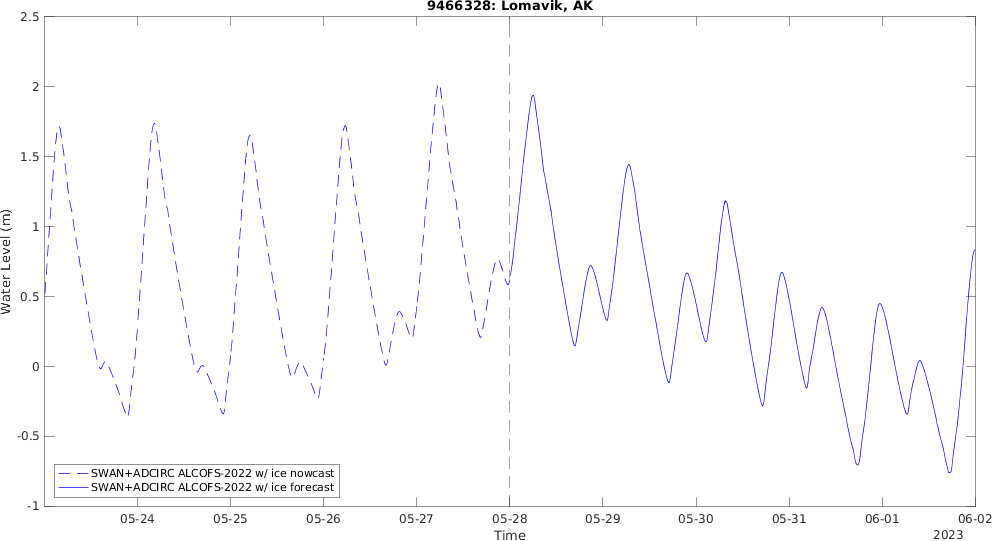 9466328: Lomavik, AK
2.5
2
1.5
1
0.5
0
-0.5
-1
Water Level (m)
SWAN+ADCIRC ALCOFS-2022 w/ ice nowcast
SWAN+ADCIRC ALCOFS-2022 w/ ice forecast
05-24 05-25 05-26 05-27 05-28 05-29 05-30 05-31 06-01 06-02
Time
2023